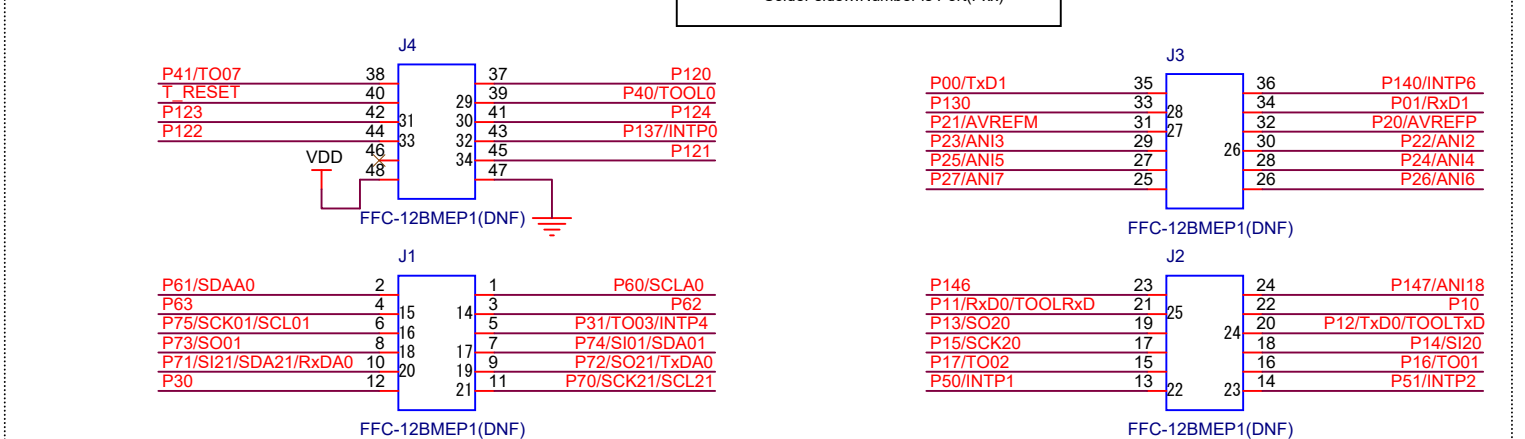 J4
P41/TO07 38 37 P120
T_RESET 40 29 39 P40/TOOL0
P123 42 31 30 41 P124
P122 44 33 32 43 P137/INTP0
46 34 45 P121
VDD 48 47
FFC-12BMEP1(DNF)
J3
P00/TxD1 35 36 P140/INTP6
P130 33 28 34 P01/RxD1
P21/AVREFM 31 27 32 P20/AVREFP
P23/ANI3 29 26 30 P22/ANI2
P25/ANI5 27 28 P24/ANI4
P27/ANI7 25 26 P26/ANI6
FFC-12BMEP1(DNF)
J1
P61/SDAA0 2 1 P60/SCLA0
P63 4 15 14 3 P62
P75/SCK01/SCL01 6 16 5 P31/TO03/INTP4
P73/SO01 8 18 17 7 P74/SI01/SDA01
P71/SI21/SDA21/RxDA0 10 20 19 9 P72/SO21/TxDA0
P30 12 21 11 P70/SCK21/SCL21
FFC-12BMEP1(DNF)
J2
P146 23 24 P147/ANI18
P11/RxD0/TOOLRxD 21 25 22 P10
P13/SO20 19 24 20 P12/TxD0/TOOLTxD
P15/SCK20 17 18 P14/SI20
P17/TO02 15 16 P16/TO01
P50/INTP1 13 22 23 14 P51/INTP2
FFC-12BMEP1(DNF)